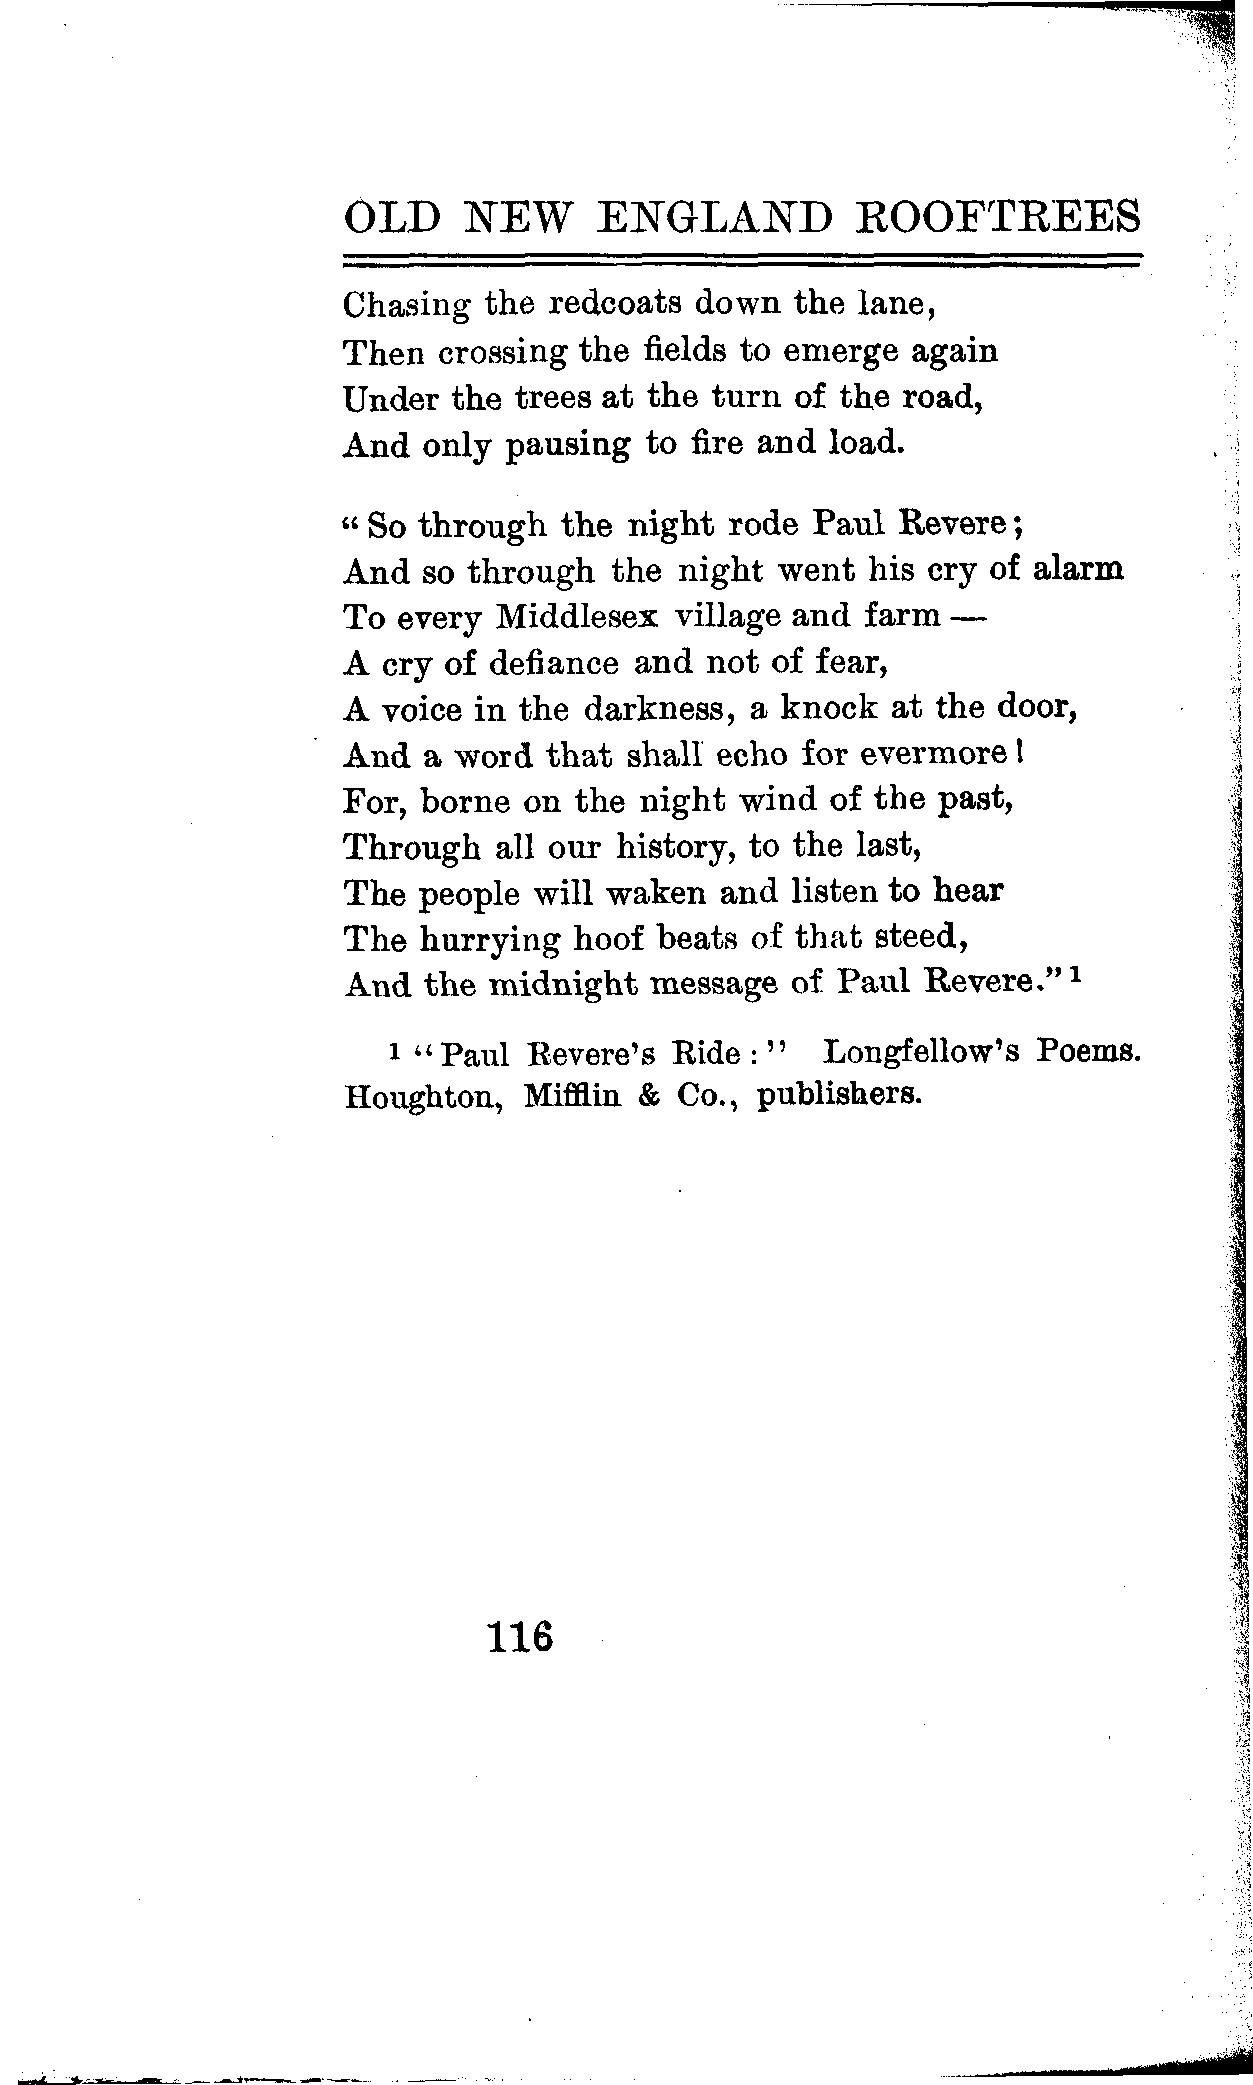 OLD NEW ENGLAND ROOFTREES
Chasing the redcoats down the lane,
Then crossing the fields to emerge again
Under the trees at the turn of the road,
And only pausing to fire and load.
“ So through the night rode Paul Revere;
And so through the night went his cry of alarm
To every Middlesex village and farm —
A cry of defiance and not of fear,
A voice in the darkness, a knock at the door,
And a word that shall echo for evermore!
For, borne on the night wind of the past,
Through all our history, to the last,
The people will waken and listen to hear
The hurrying hoof beats of that steed,
And the midnight message of Paul Revere.” ¹
¹ “ Paul Revere’s Ride : ” Longfellow’s Poems.
Houghton, Mifflin & Co., publishers.
116